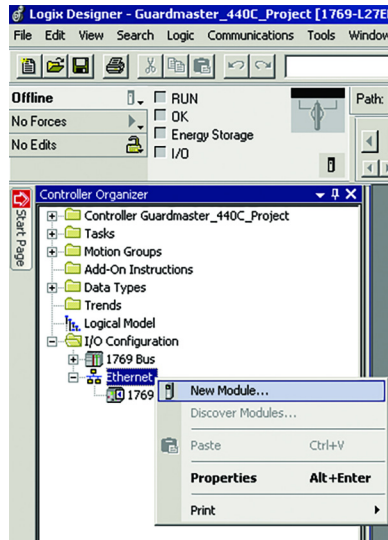 Logix Designer - Guardmaster_440C_Project [1769-L27E
File Edit View Search Logic Communications Tools Window
Offline
RUN
Path:
No Forces
OK
No Edits
Energy Storage
I/O
Start Page
Controller Organizer
Controller Guardmaster_440C_Project
Tasks
Motion Groups
Add-On Instructions
Data Types
Trends
Logical Model
I/O Configuration
1769 Bus
Ethernet
1769
New Module...
Discover Modules...
Paste Ctrl+V
Properties Alt+Enter
Print